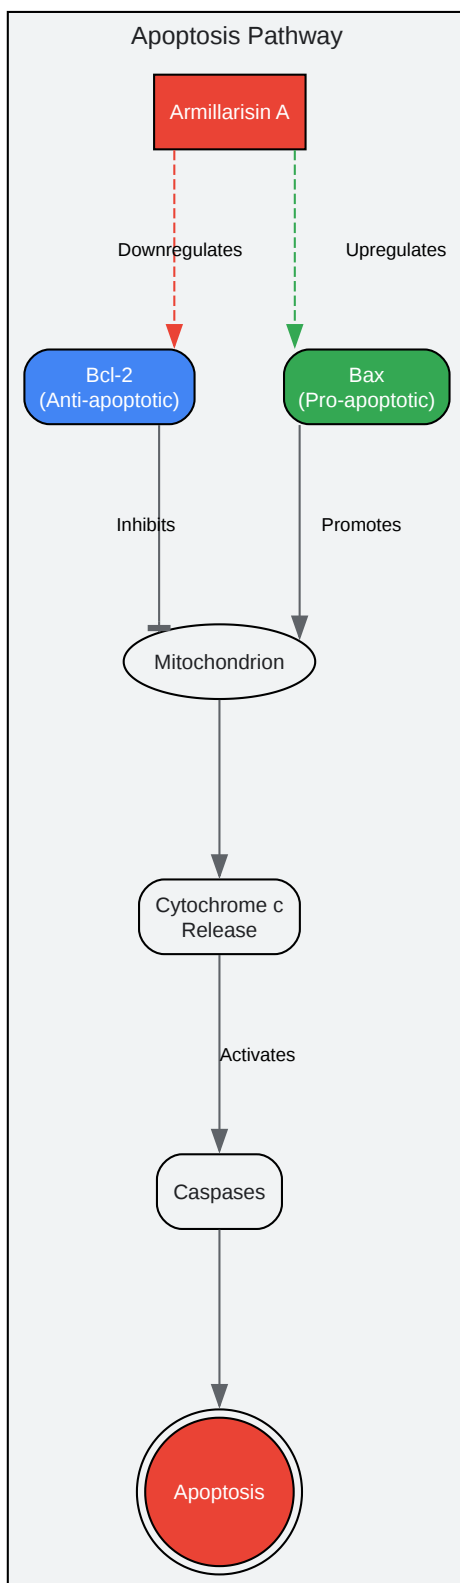 Apoptosis Pathway
Armillarisin A
Downregulates
Upregulates
Bcl-2
(Anti-apoptotic)
Bax
(Pro-apoptotic)
Inhibits
Promotes
Mitochondrion
Cytochrome c
Release
Activates
Caspases
Apoptosis